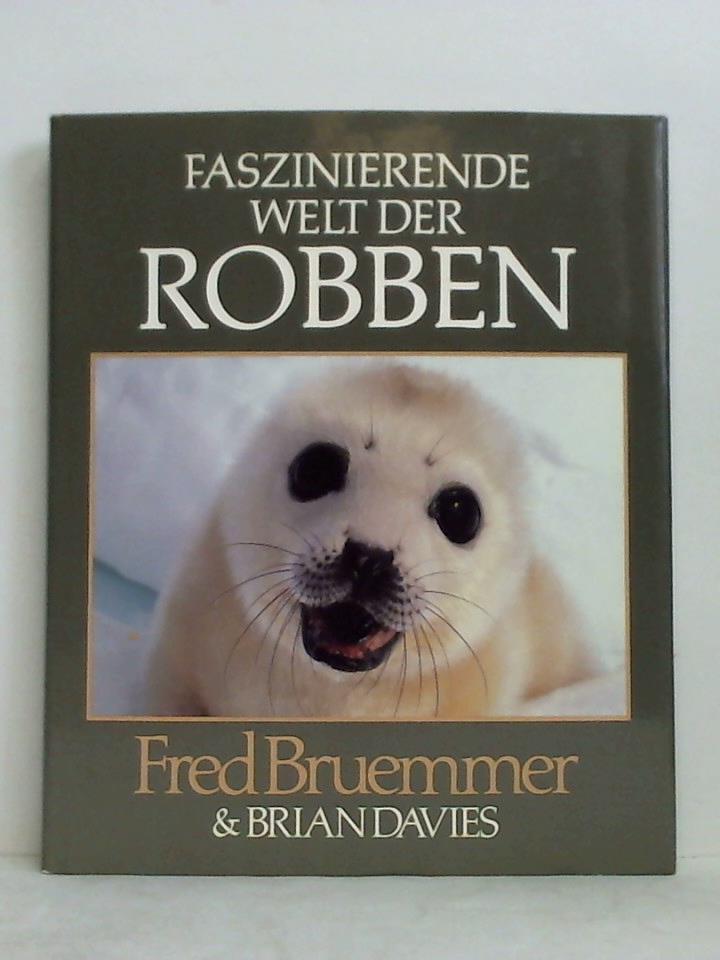 FASZINIERENDE
WELT DER
ROBBEN
Fred Bruemmer
& BRIAN DAVIES